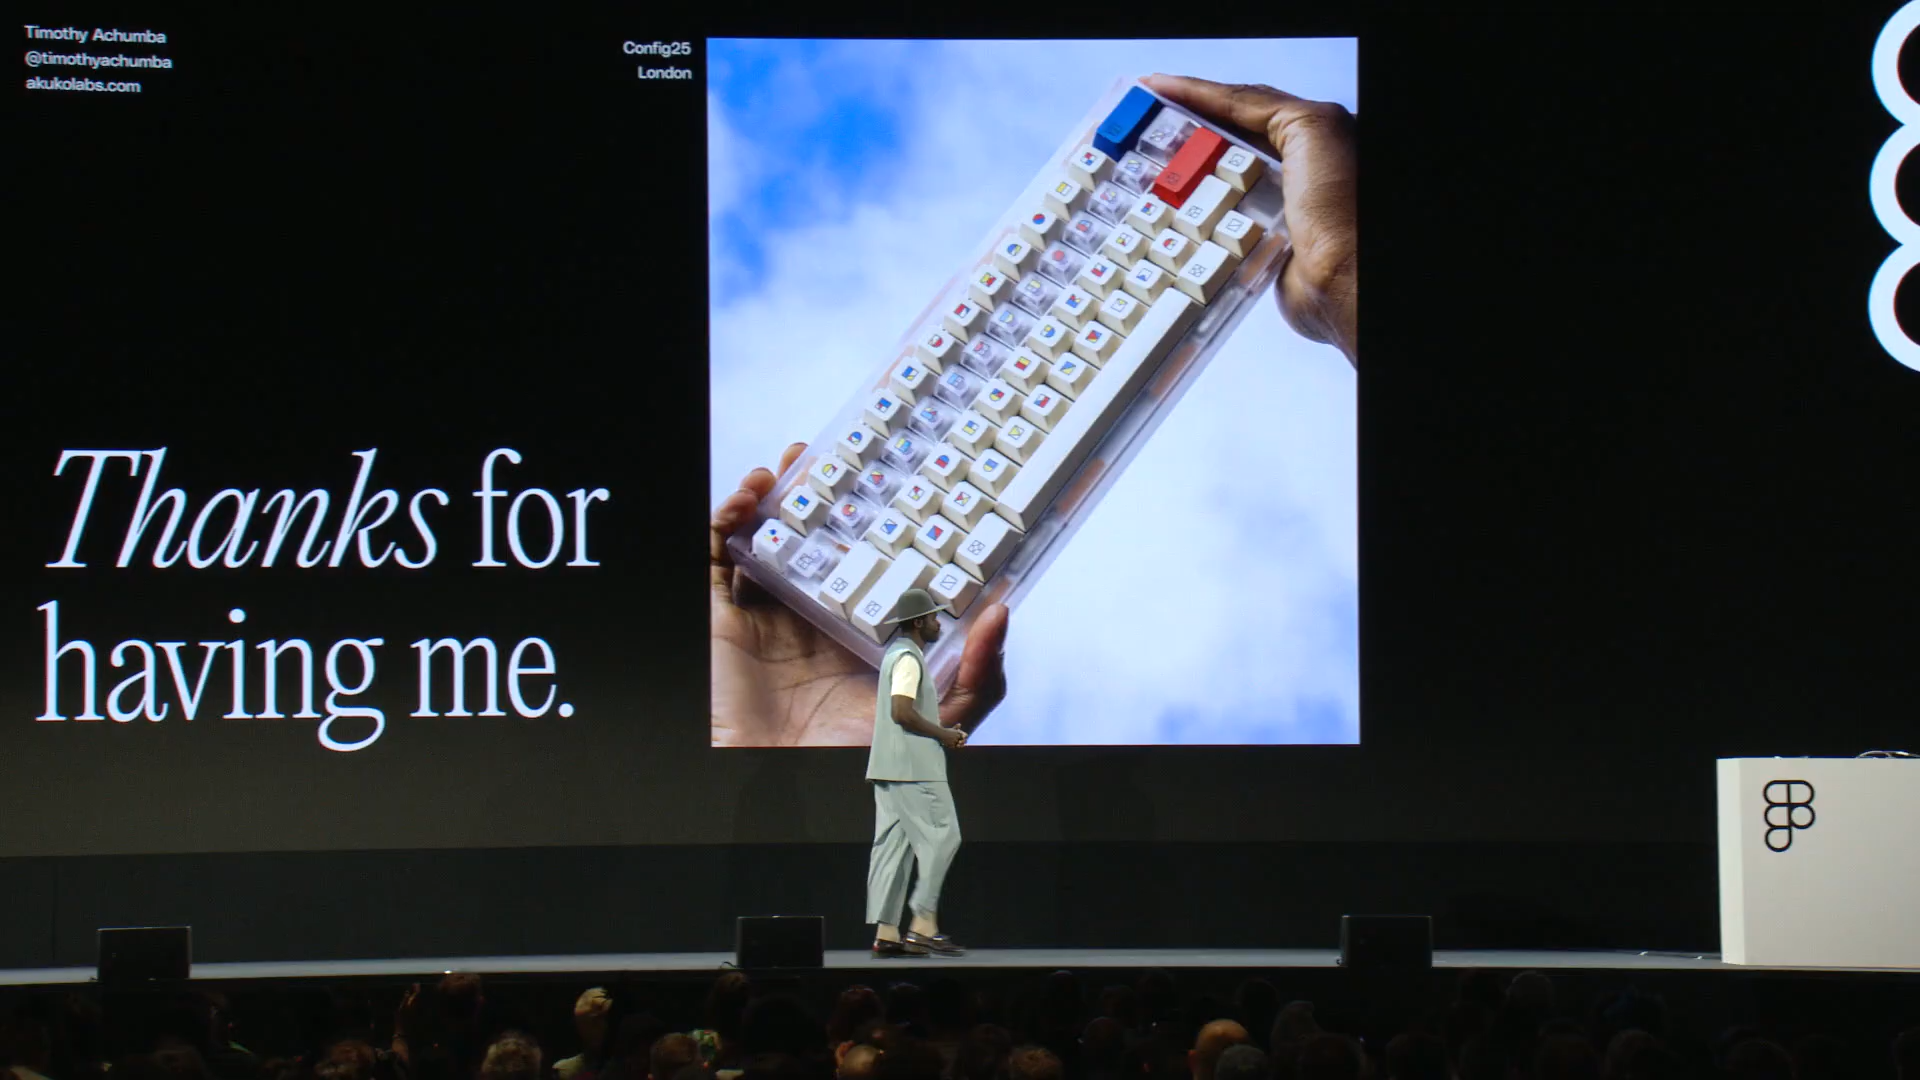 Timothy Achumba
@timothyachumba
akukolabs.com
Config25
London
Thanks for
having me.